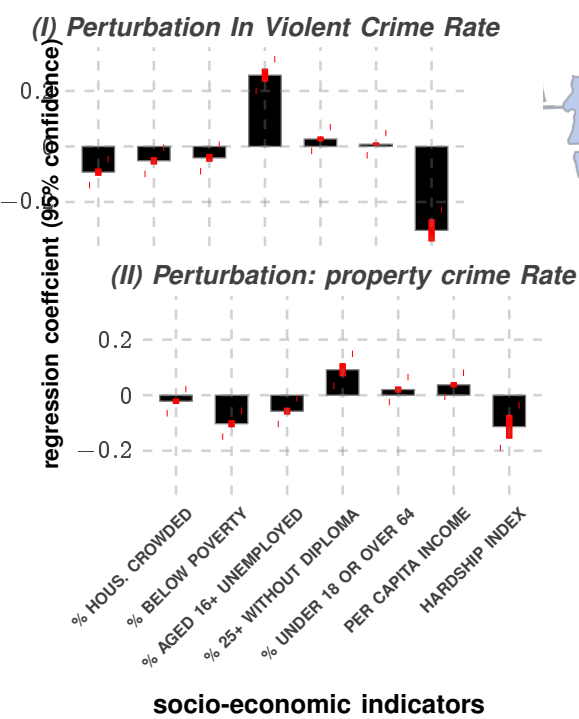 (I) Perturbation In Violent Crime Rate
0
regression coeffcient (95% confidence)
(II) Perturbation: property crime Rate
0.2
0
−0.2
% HOUS. CROWDED
% BELOW POVERTY
% AGED 16+ UNEMPLOYED
% 25+ WITHOUT DIPLOMA
% UNDER 18 OR OVER 64
PER CAPITA INCOME
HARDSHIP INDEX
socio-economic indicators